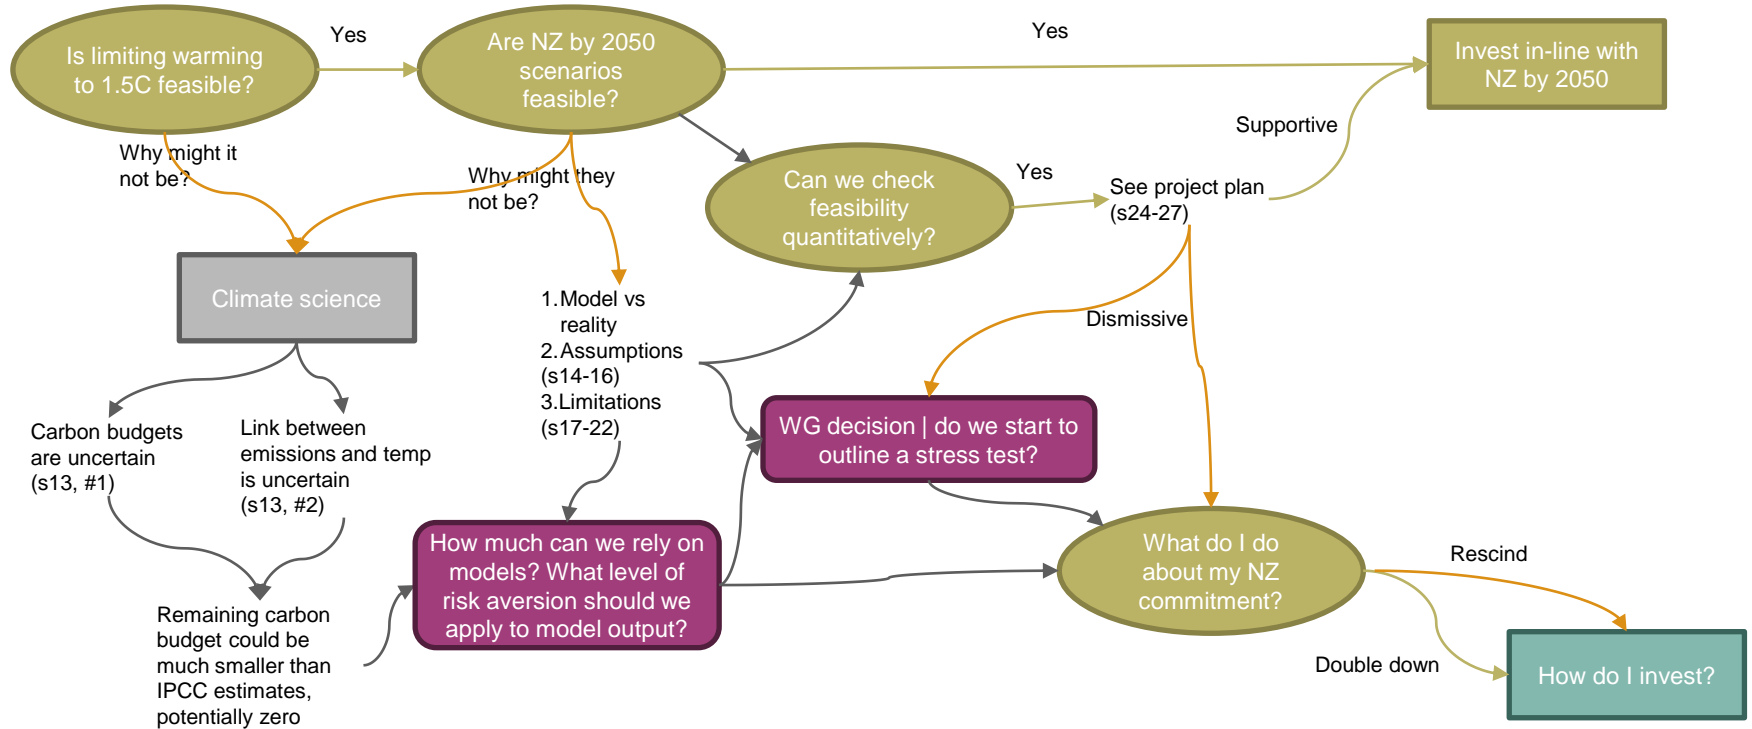 Is limiting warming
to 1.5C feasible?
Yes
Are NZ by 2050
scenarios
feasible?
Yes
Invest in-line with
NZ by 2050
Supportive
Why might it
not be?
Why might they
not be?
Can we check
feasibility
quantitatively?
Yes
See project plan
(s24-27)
Climate science
1.Model vs
reality
2.Assumptions
(s14-16)
3.Limitations
(s17-22)
Dismissive
Carbon budgets
are uncertain
(s13, #1)
Link between
emissions and temp
is uncertain
(s13, #2)
WG decision | do we start to
outline a stress test?
How much can we rely on
models? What level of
risk aversion should we
apply to model output?
What do I do
about my NZ
commitment?
Rescind
Remaining carbon
budget could be
much smaller than
IPCC estimates,
potentially zero
Double down
How do I invest?